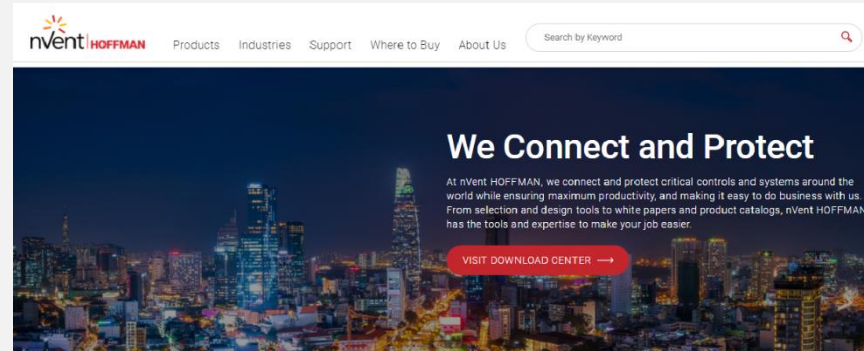 nVent HOFFMAN
Products Industries Support Where to Buy About Us Search by Keyword
We Connect and Protect
At nVent HOFFMAN, we connect and protect critical controls and systems around the
world while ensuring maximum productivity, and making it easy to do business with us.
From selection and design tools to white papers and product catalogs, nVent HOFFMAN
has the tools and expertise to make your job easier.
VISIT DOWNLOAD CENTER →